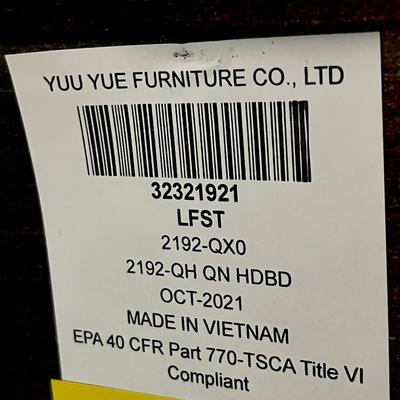 YUU YUE FURNITURE CO., LTD
32321921
LFST
2192-QX0
2192-QH QN HDBD
OCT-2021
MADE IN VIETNAM
EPA 40 CFR Part 770-TSCA Title VI
Compliant